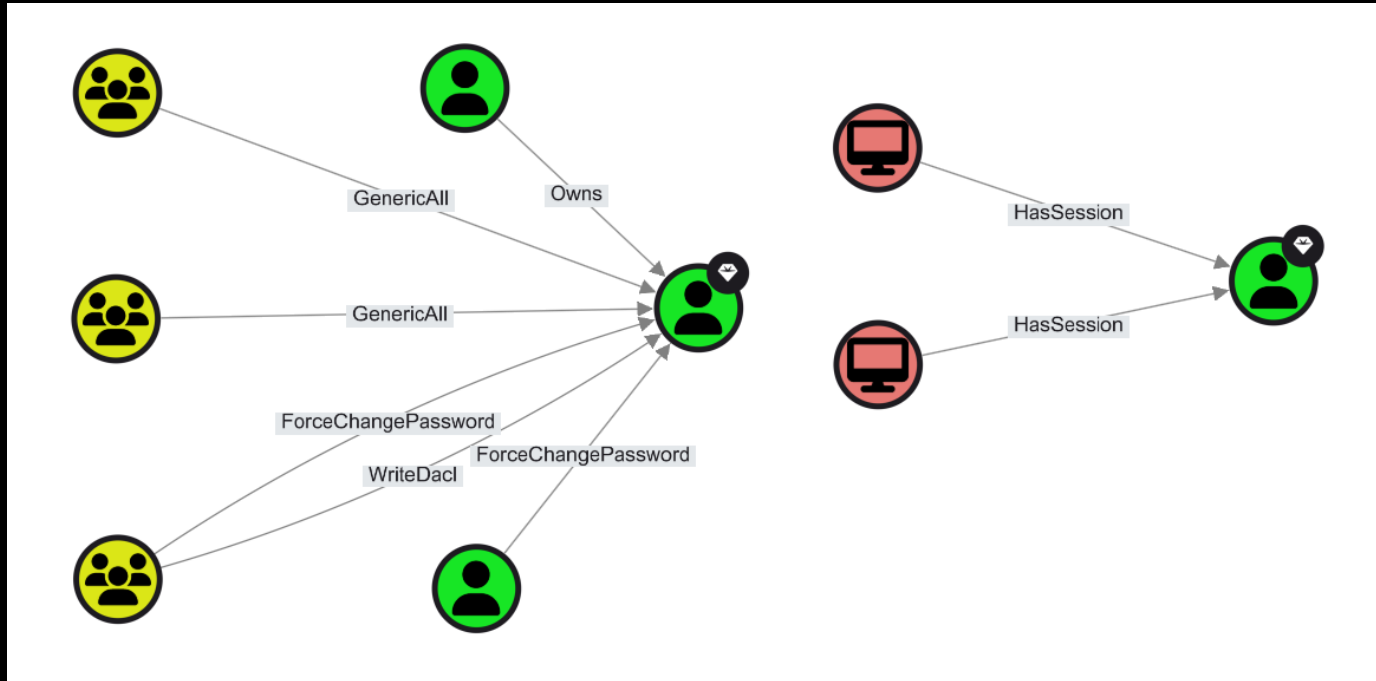 GenericAll
Owns
HasSession
GenericAll
HasSession
ForceChangePassword
ForceChangePassword
WriteDacl